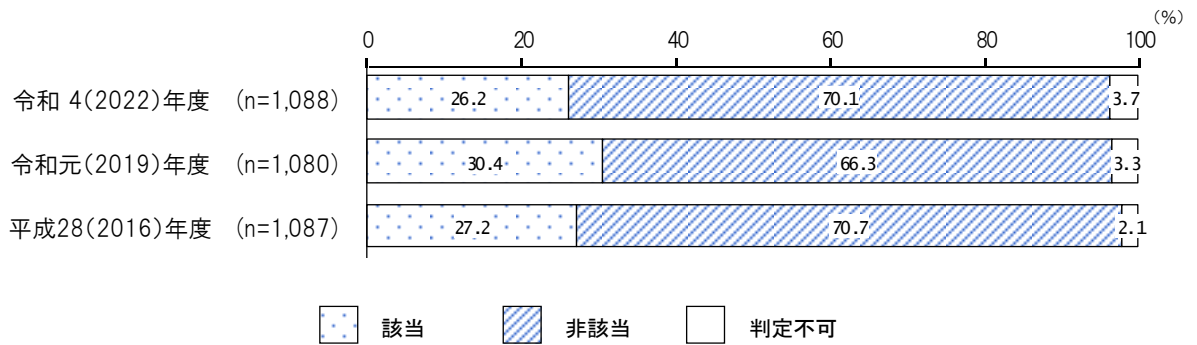 (%)
0 20 40 60 80 100
令和 4(2022)年度 (n=1,088) 26.2 70.1 3.7
令和元(2019)年度 (n=1,080) 30.4 66.3 3.3
平成28(2016)年度 (n=1,087) 27.2 70.7 2.1
該当 非該当 判定不可